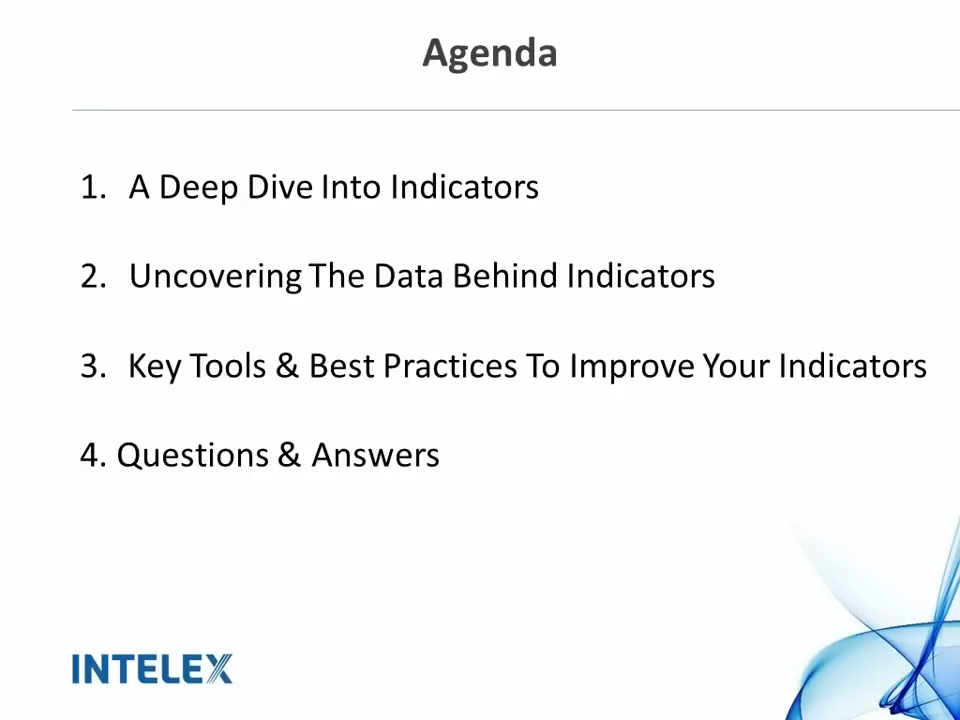 Agenda
1. A Deep Dive Into Indicators
2. Uncovering The Data Behind Indicators
3. Key Tools & Best Practices To Improve Your Indicators
4. Questions & Answers
INTELEX